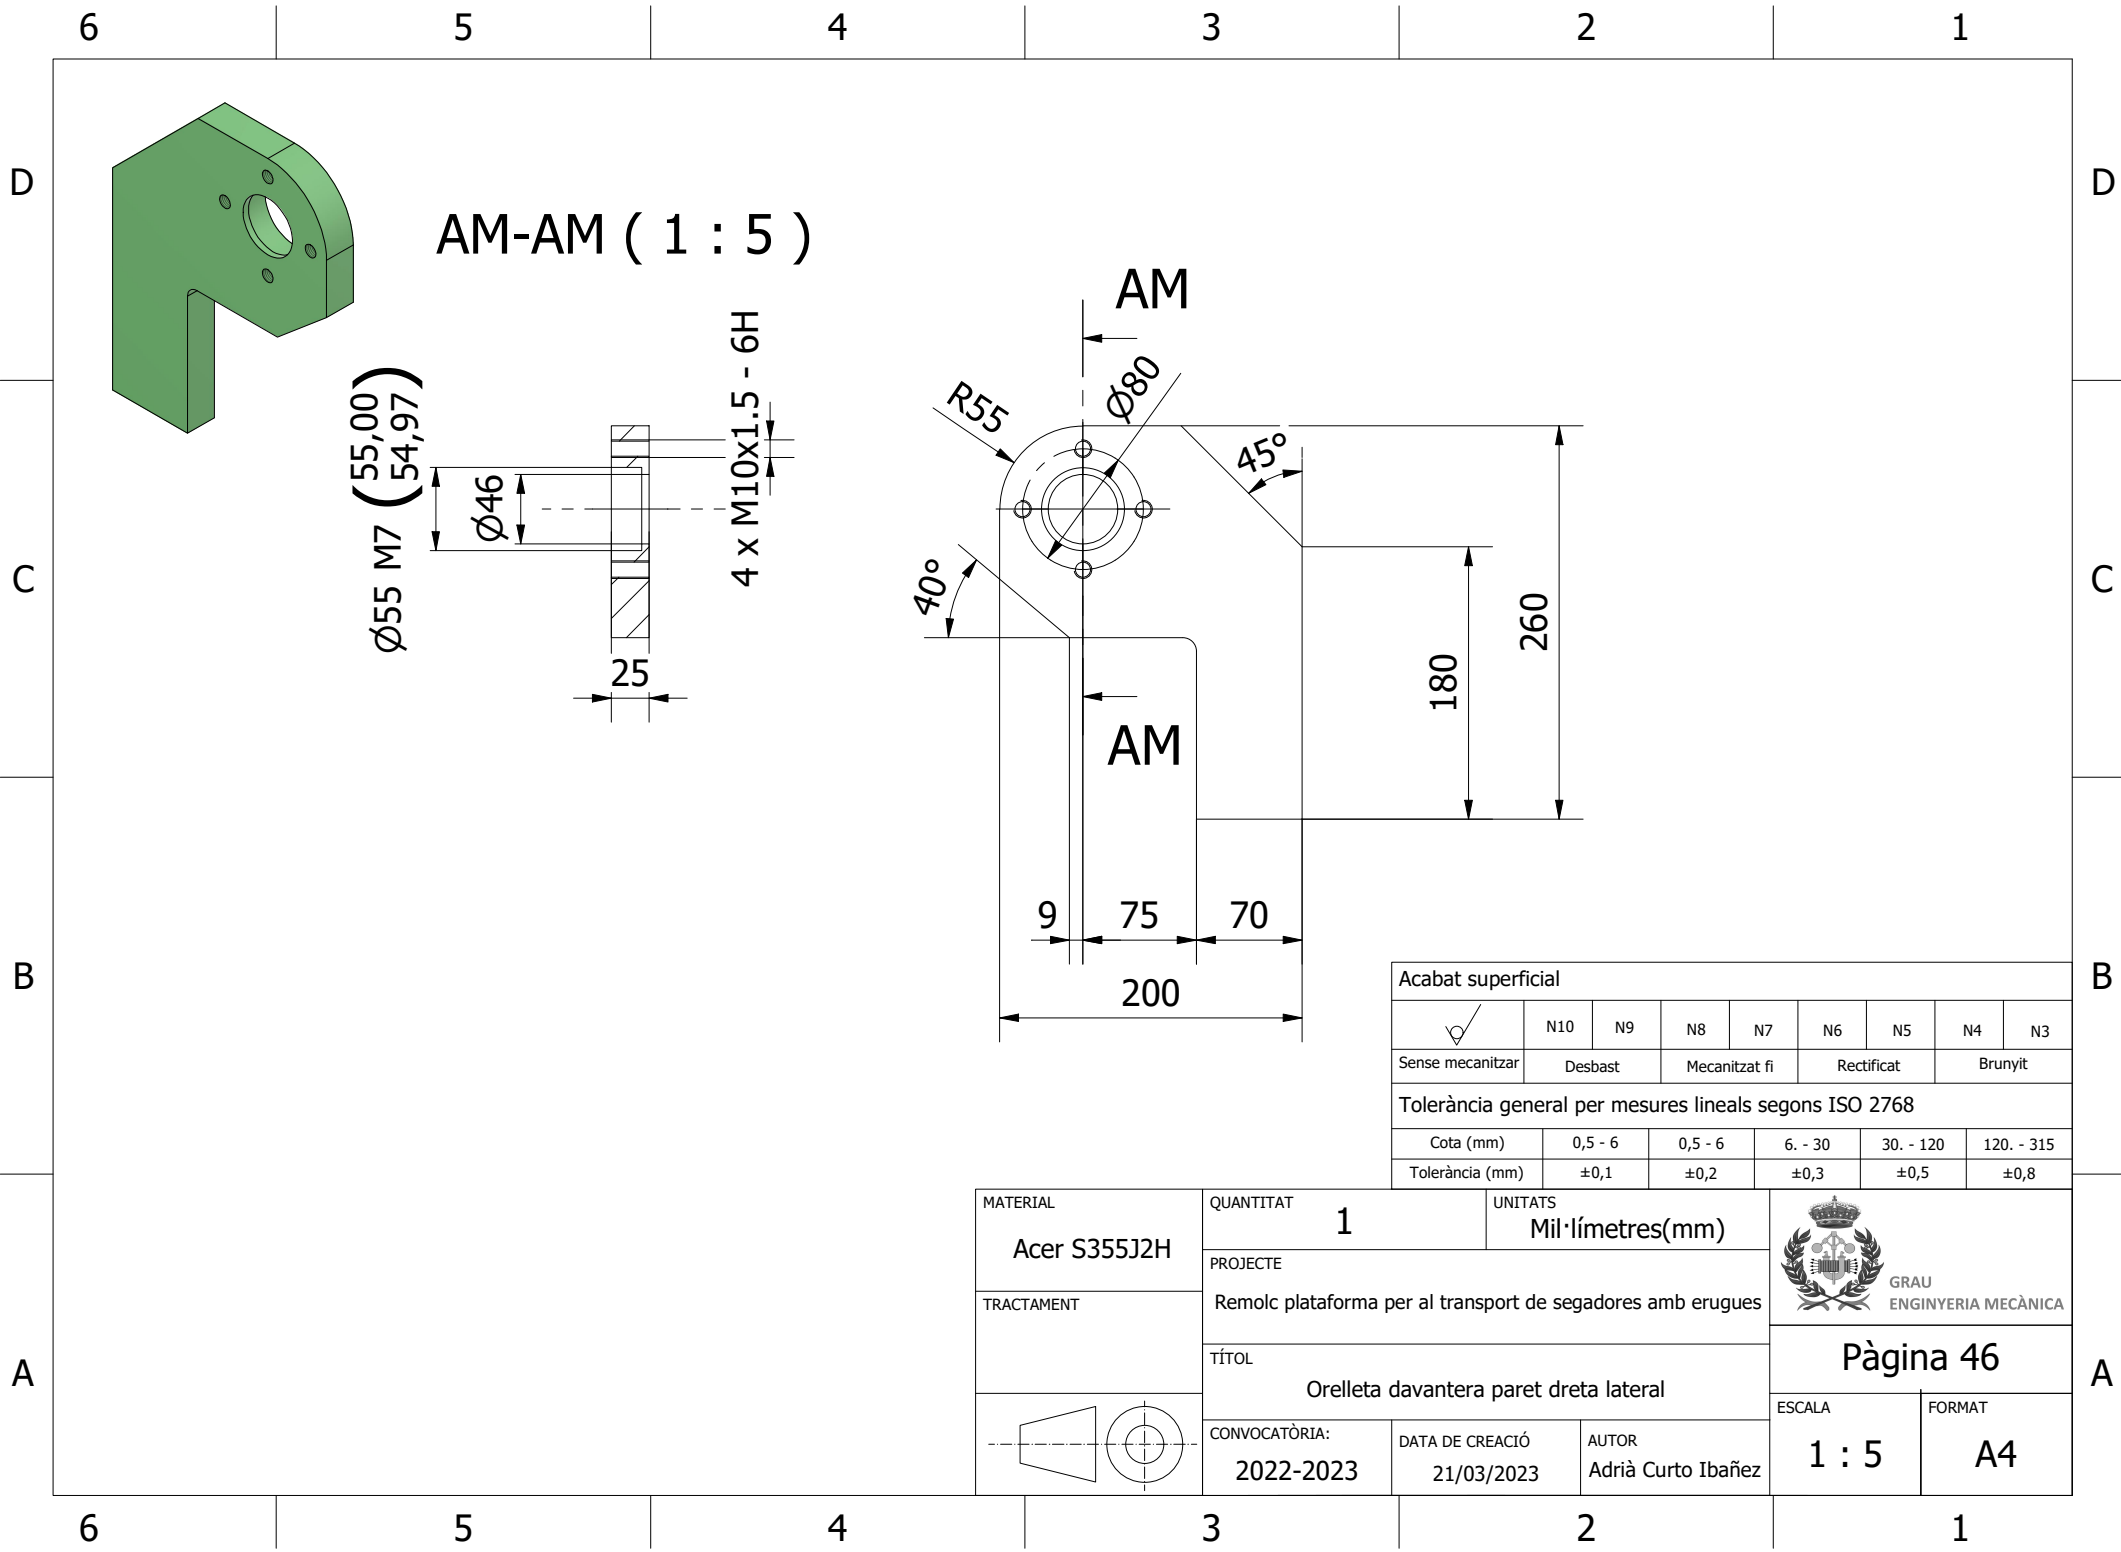 6 5 4 3 2 1
D D
AM-AM ( 1 : 5 )
AM
4 x M10x1.5 - 6H
Ø55 M7 ( 55,00
54,97 )
Ø46
25
R55
Ø80
45°
40°
260
180
AM
9 75 70
200
C C
B B
Acabat superficial
N10 N9 N8 N7 N6 N5 N4 N3
Sense mecanitzar Desbast Mecanitzat fi Rectificat Brunyit
Tolerància general per mesures lineals segons ISO 2768
Cota (mm) 0,5 - 6 0,5 - 6 6. - 30 30. - 120 120. - 315
Tolerància (mm) ±0,1 ±0,2 ±0,3 ±0,5 ±0,8
MATERIAL
Acer S355J2H
QUANTITAT
1
UNITATS
Mil·límetres(mm)
GRAU
ENGINYERIA MECÀNICA
PROJECTE
Remolc plataforma per al transport de segadores amb erugues
TRACTAMENT
TÍTOL
Orelleta davantera paret dreta lateral
Pàgina 46
A A
CONVOCATÒRIA:
2022-2023
DATA DE CREACIÓ
21/03/2023
AUTOR
Adrià Curto Ibañez
ESCALA
1 : 5
FORMAT
A4
6 5 4 3 2 1